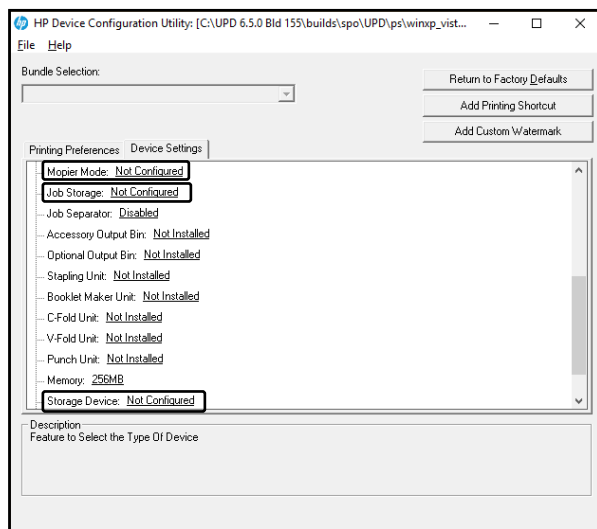 HP Device Configuration Utility: [C:\UPD 6.5.0 Bld 155\builds\spo\UPD\ps\winxp_vist...
File Help
Bundle Selection:
Return to Factory Defaults
Add Printing Shortcut
Add Custom Watermark
Printing Preferences Device Settings
Mopier Mode: Not Configured
Job Storage: Not Configured
Job Separator: Disabled
Accessory Output Bin: Not Installed
Optional Output Bin: Not Installed
Stapling Unit: Not Installed
Booklet Maker Unit: Not Installed
C-Fold Unit: Not Installed
V-Fold Unit: Not Installed
Punch Unit: Not Installed
Memory: 256MB
Storage Device: Not Configured
Description
Feature to Select the Type Of Device